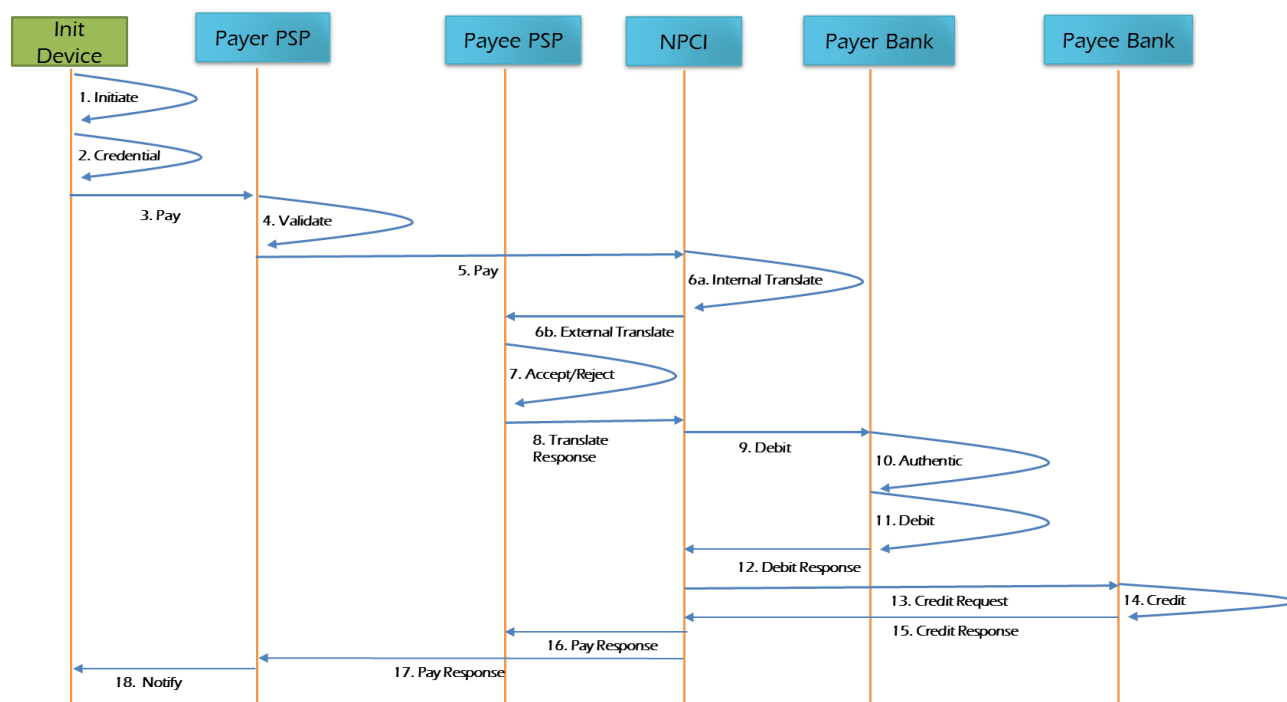 Init
Device
Payer PSP
Payee PSP
NPCI
Payer Bank
Payee Bank
1. Initiate
2. Credential
3. Pay
4. Validate
5. Pay
6a. Internal Translate
6b. External Translate
7. Accept/Reject
8. Translate
Response
9. Debit
10. Authentic
11. Debit
12. Debit Response
13. Credit Request
14. Credit
15. Credit Response
16. Pay Response
17. Pay Response
18. Notify